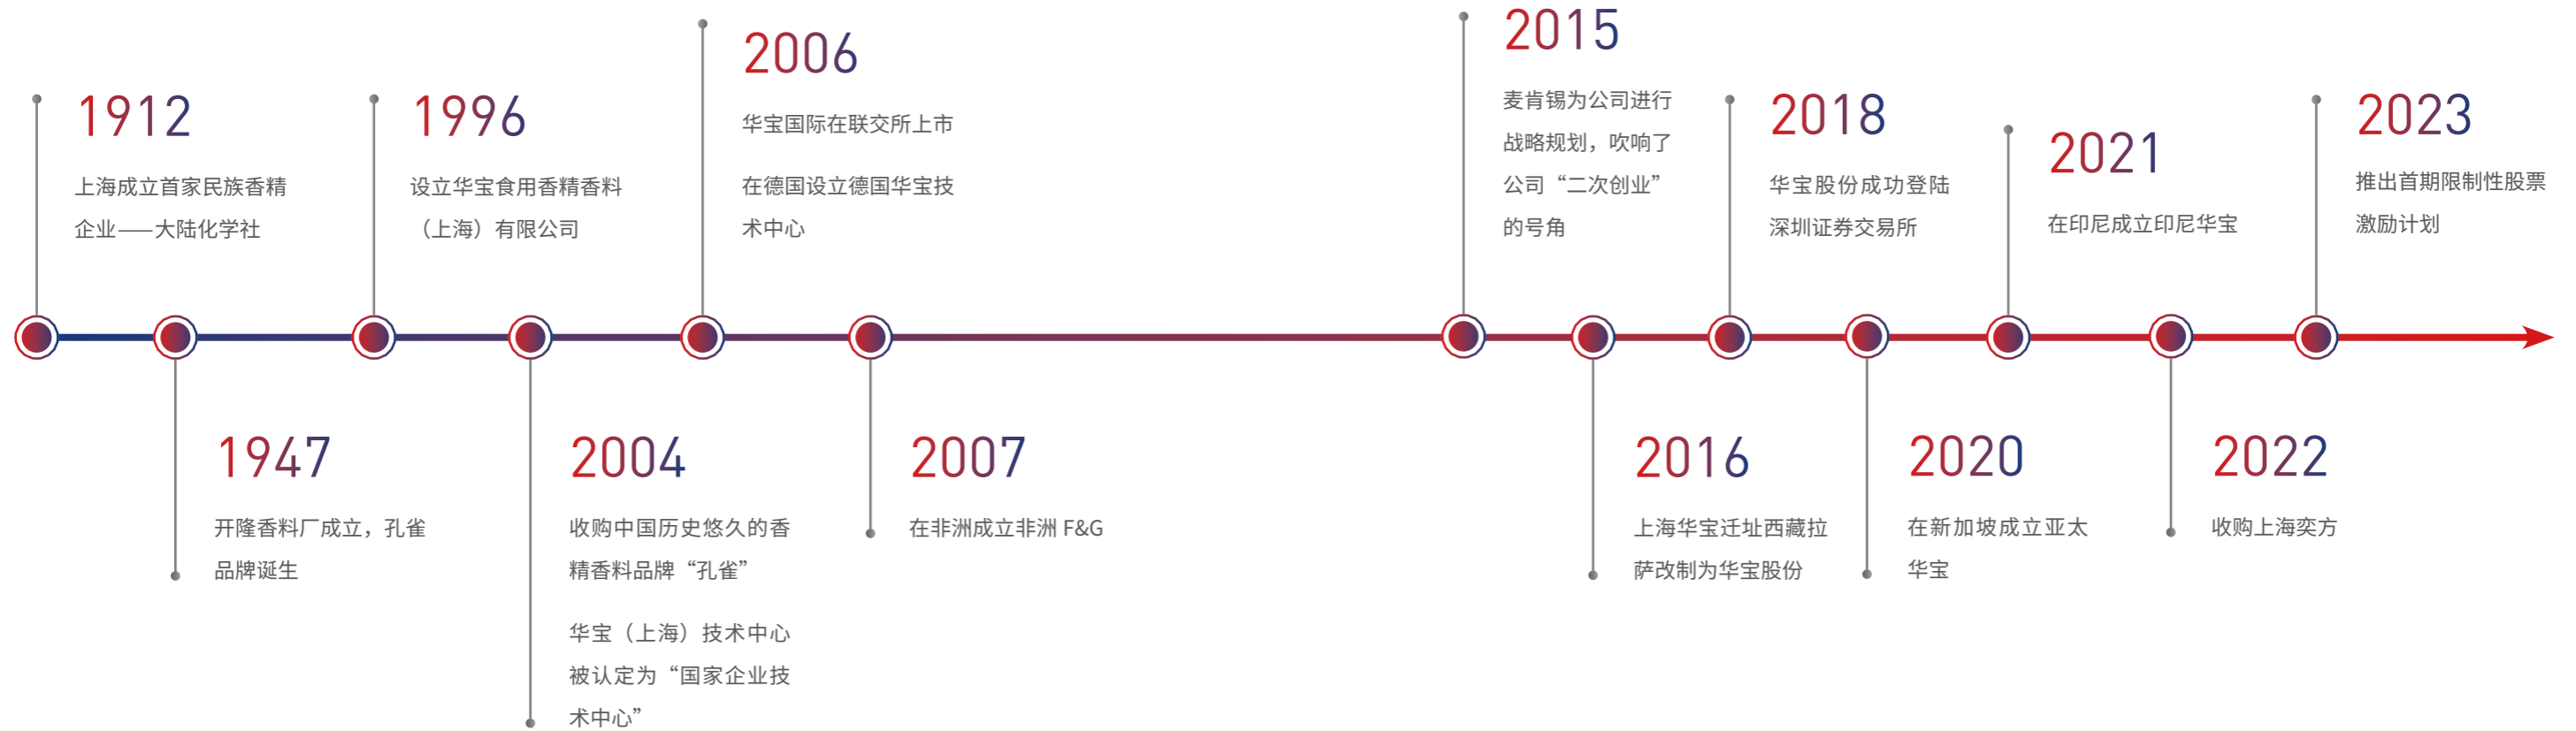 1912
上海成立首家民族香精
企业——大陆化学社
1947
开隆香料厂成立，孔雀
品牌诞生
1996
设立华宝食用香精香料
（上海）有限公司
2004
收购中国历史悠久的香
精香料品牌“孔雀”
华宝（上海）技术中心
被认定为“国家企业技
术中心”
2006
华宝国际在联交所上市
在德国设立德国华宝技
术中心
2007
在非洲成立非洲 F&G
2015
麦肯锡为公司进行
战略规划，吹响了
公司“二次创业”
的号角
2016
上海华宝迁址西藏拉
萨改制为华宝股份
2018
华宝股份成功登陆
深圳证券交易所
2020
在新加坡成立亚太
华宝
2021
在印尼成立印尼华宝
2022
收购上海奕方
2023
推出首期限制性股票
激励计划